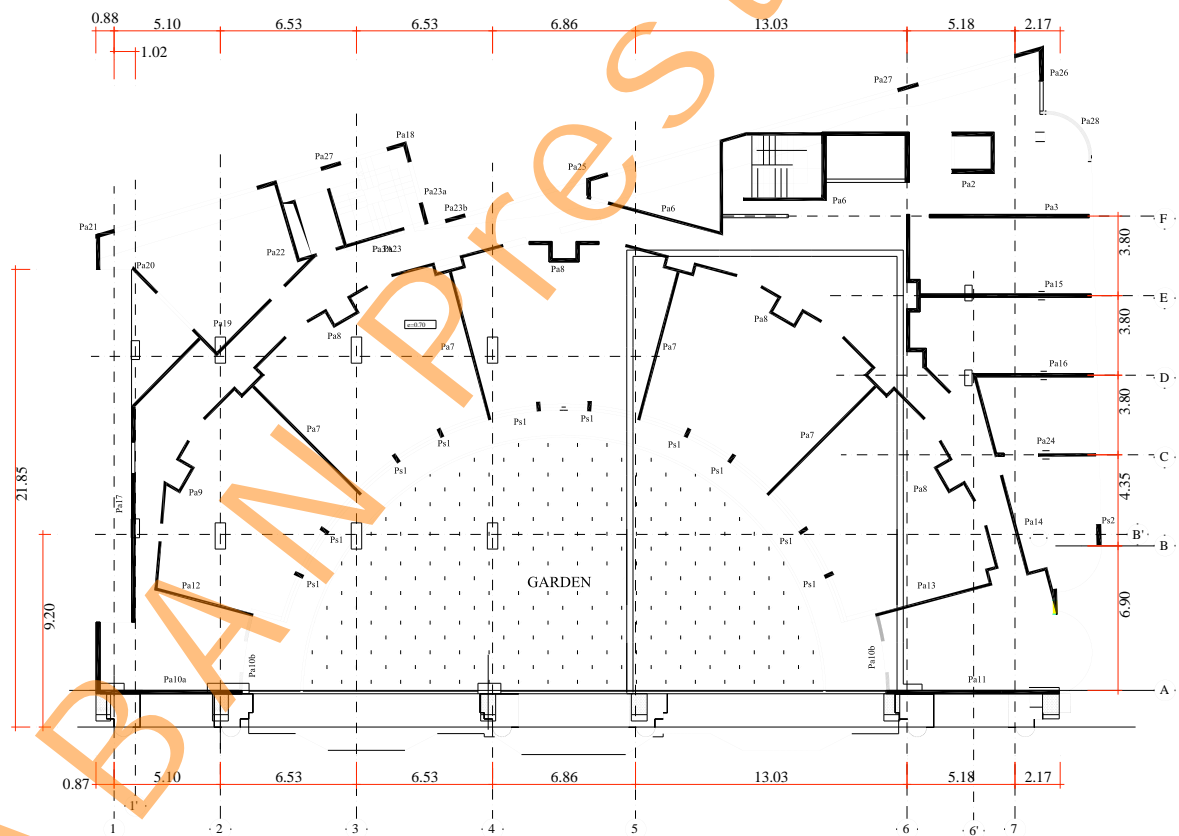 0.88 5.10 6.53 6.53 6.86 13.03 5.18 2.17
1.02
Pa26
Pa27
Pa28
Pa18
Pa27
Pa25
Pa2
Pa23a
Pa23b
Pa6
Pa6
Pa3
F
Pa21
Pa22
Pa23
3.80
Pa20
Pa8
Pa15
E
Pa19
Pa8
e=0.70
Pa7
Pa7
Pa8
3.80
Pa16
D
3.80
Pa7
Ps1
Ps1
Pa7
Pa24
C
Ps1
Ps1
21.85
Pa17
Pa9
Pa8
4.35
Ps1
Ps1
Pa14
Ps2
B'
B
Ps1
GARDEN
Ps1
Pa12
Pa13
9.20
6.90
Pa10b
Pa10b
Pa10a
Pa11
A
0.87 5.10 6.53 6.53 6.86 13.03 5.18 2.17
1'
1 2 3 4 5 6 6' 7
BAN Pres